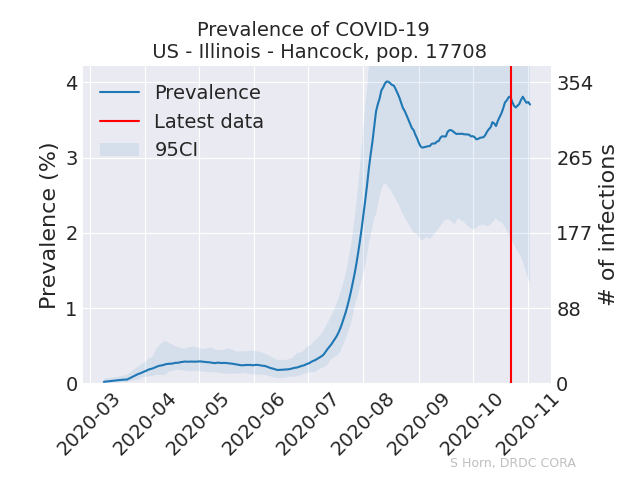 Prevalence of COVID-19
US - Illinois - Hancock, pop. 17708
Prevalence
Latest data
95CI
Prevalence (%)
4
3
2
1
0
354
265
177
88
0
# of infections
2020-03
2020-04
2020-05
2020-06
2020-07
2020-08
2020-09
2020-10
2020-11
S Horn, DRDC CORA